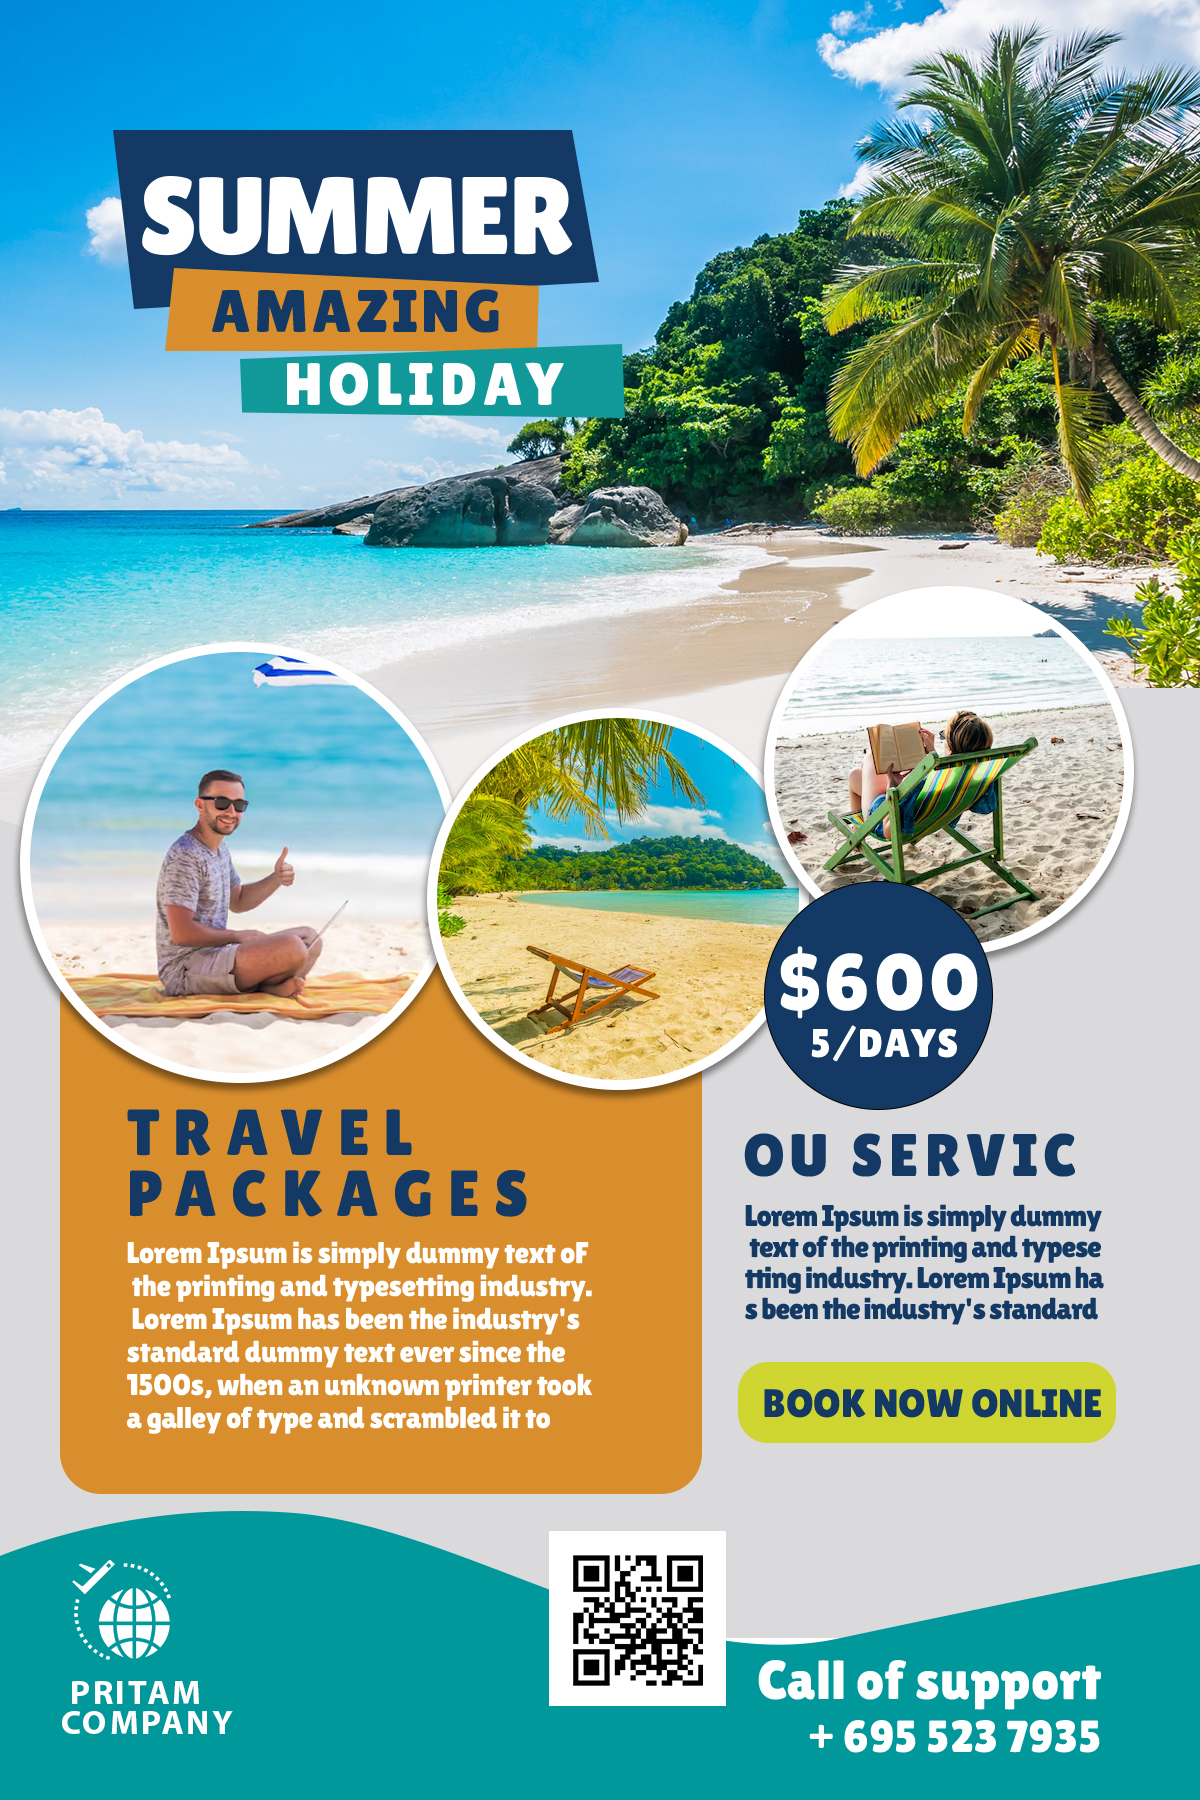 SUMMER
AMAZING
HOLIDAY
$600
5/DAYS
TRAVEL
PACKAGES
Lorem Ipsum is simply dummy text oF
the printing and typesetting industry.
Lorem Ipsum has been the industry's
standard dummy text ever since the
1500s, when an unknown printer took
a galley of type and scrambled it to
OU SERVIC
Lorem Ipsum is simply dummy
text of the printing and typese
tting industry. Lorem Ipsum ha
s been the industry's standard
BOOK NOW ONLINE
PRITAM
COMPANY
Call of support
+ 695 523 7935